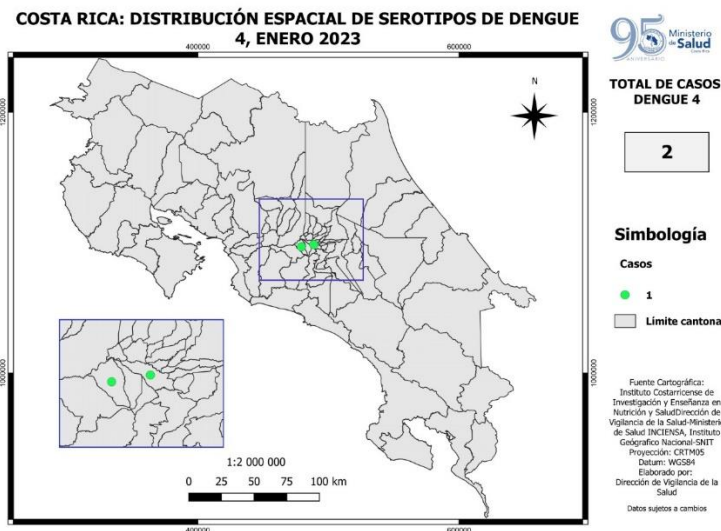 COSTA RICA: DISTRIBUCIÓN ESPACIAL DE SEROTIPOS DE DENGUE
4, ENERO 2023
95
ANIVERSARIO
Ministerio
de Salud
Costa Rica
TOTAL DE CASOS
DENGUE 4
2
400000
600000
1200000
1200000
N
Simbología
Casos
1
Límite cantonal
1000000
1000000
1:2 000 000
0 25 50 75 100 km
400000
600000
Fuente Cartográfica:
Instituto Costarricense de
Investigación y Enseñanza en
Nutrición y SaludDirección de
Vigilancia de la Salud-Ministerio
de Salud INCIENSA, Instituto
Geógrafico Nacional-SNIT
Proyección: CRTM05
Datum: WGS84
Elaborado por:
Dirección de Vigilancia de la
Salud
Datos sujetos a cambios